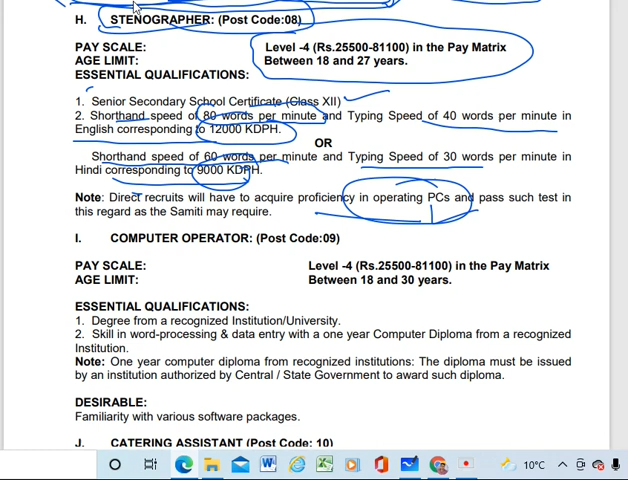 H. STENOGRAPHER: (Post Code:08)
PAY SCALE: Level -4 (Rs.25500-81100) in the Pay Matrix
AGE LIMIT: Between 18 and 27 years.
ESSENTIAL QUALIFICATIONS:
1. Senior Secondary School Certificate (Class XII)
2. Shorthand speed of 80 words per minute and Typing Speed of 40 words per minute in
English corresponding to 12000 KDPH.
OR
Shorthand speed of 60 words per minute and Typing Speed of 30 words per minute in
Hindi corresponding to 9000 KDPH.
Note: Direct recruits will have to acquire proficiency in operating PCs and pass such test in
this regard as the Samiti may require.
I. COMPUTER OPERATOR: (Post Code:09)
PAY SCALE: Level -4 (Rs.25500-81100) in the Pay Matrix
AGE LIMIT: Between 18 and 30 years.
ESSENTIAL QUALIFICATIONS:
1. Degree from a recognized Institution/University.
2. Skill in word-processing & data entry with a one year Computer Diploma from a recognized
Institution.
Note: One year computer diploma from recognized institutions: The diploma must be issued
by an institution authorized by Central / State Government to award such diploma.
DESIRABLE:
Familiarity with various software packages.
J. CATERING ASSISTANT (Post Code: 10)
10°C